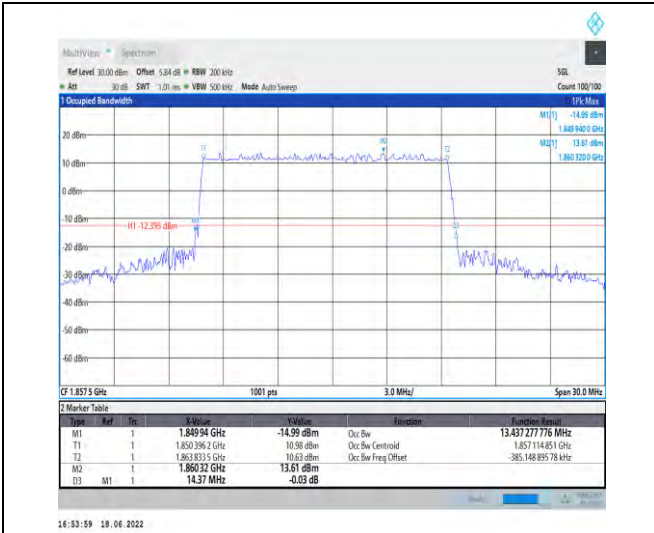 MultiView Spectrum
Ref Level 30.00 dBm Offset 5.84 dB RBW 200 kHz SGL
Att 30 dB SWT 1.01 ms VBW 500 kHz Mode Auto Sweep Count 100/100
1 Occupied Bandwidth 1Pk Max
M1[1] -14.99 dBm
1.849 940 0 GHz
M2[1] 13.61 dBm
1.860 320 0 GHz
20 dBm
T1 M2 T2
10 dBm
0 dBm
-10 dBm
H1 -12.395 dBm M1 D3
-20 dBm
-30 dBm
-40 dBm
-50 dBm
-60 dBm
CF 1.857 5 GHz 1001 pts 3.0 MHz/ Span 30.0 MHz
2 Marker Table
Type Ref Trc X-Value Y-Value Function Function Result
M1 1 1.849 94 GHz -14.99 dBm Occ Bw 13.437 277 776 MHz
T1 1 1.850 396 2 GHz 10.98 dBm Occ Bw Centroid 1.857 114 851 GHz
T2 1 1.863 833 5 GHz 10.63 dBm Occ Bw Freq Offset -385.148 895 78 kHz
M2 1 1.860 32 GHz 13.61 dBm
D3 M1 1 14.37 MHz -0.03 dB
16:53:59 18.06.2022